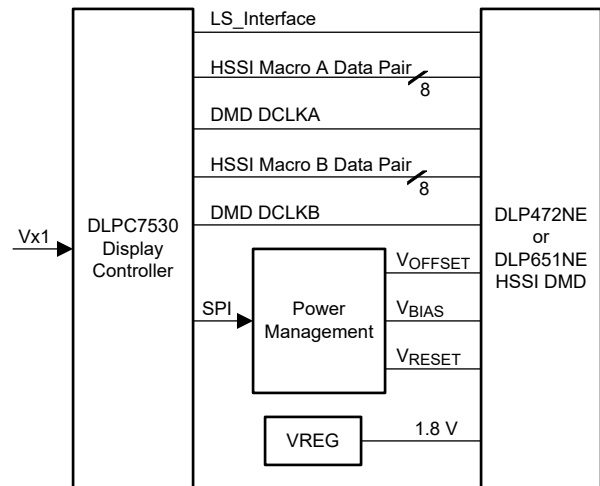 LS_Interface
HSSI Macro A Data Pair
8
DMD DCLKA
HSSI Macro B Data Pair
8
DMD DCLKB
Vx1
DLPC7530
Display
Controller
SPI
Power
Management
VOFFSET
VBIAS
VRESET
VREG
1.8 V
DLP472NE
or
DLP651NE
HSSI DMD